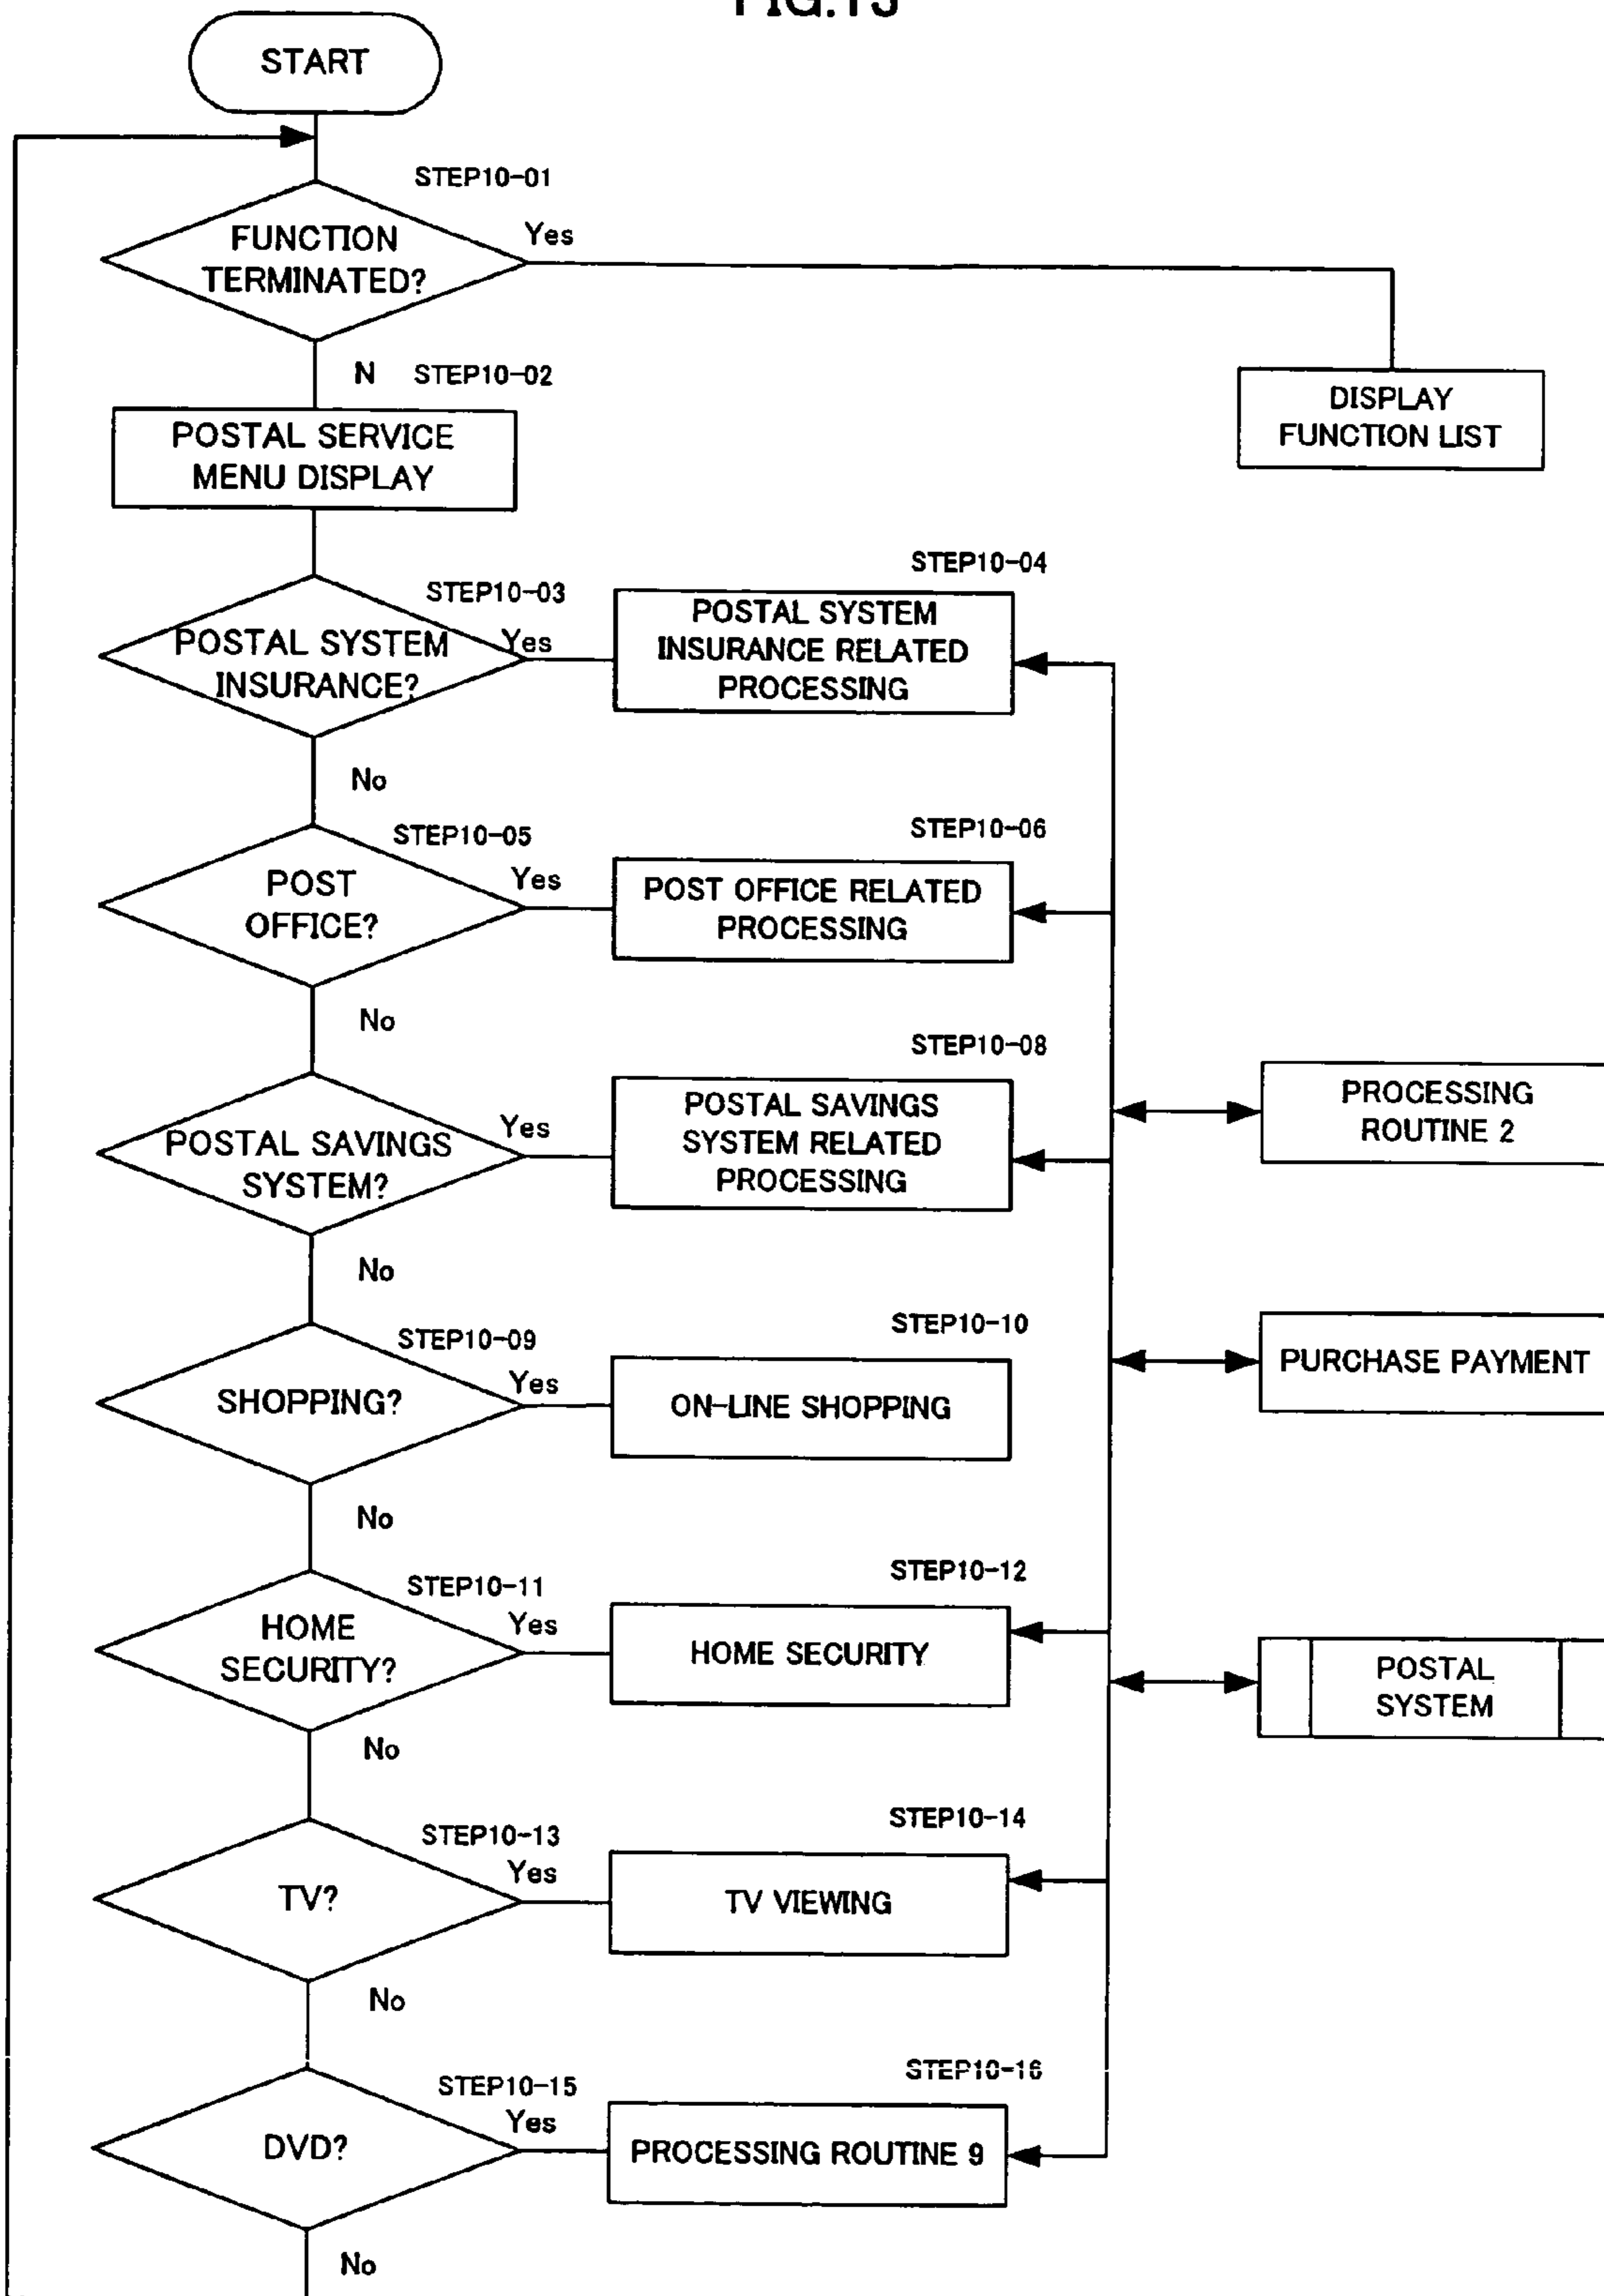 FIG.13
START
STEP10-01
FUNCTION
TERMINATED?
Yes
N
STEP10-02
POSTAL SERVICE
MENU DISPLAY
DISPLAY
FUNCTION LIST
STEP10-03
POSTAL SYSTEM
INSURANCE?
Yes
STEP10-04
POSTAL SYSTEM
INSURANCE RELATED
PROCESSING
No
STEP10-05
POST
OFFICE?
Yes
STEP10-06
POST OFFICE RELATED
PROCESSING
No
POSTAL SAVINGS
SYSTEM?
Yes
STEP10-08
POSTAL SAVINGS
SYSTEM RELATED
PROCESSING
PROCESSING
ROUTINE 2
No
STEP10-09
SHOPPING?
Yes
STEP10-10
ON-LINE SHOPPING
PURCHASE PAYMENT
No
STEP10-11
HOME
SECURITY?
Yes
STEP10-12
HOME SECURITY
POSTAL
SYSTEM
No
STEP10-13
TV?
Yes
STEP10-14
TV VIEWING
No
STEP10-15
DVD?
Yes
STEP10-16
PROCESSING ROUTINE 9
No